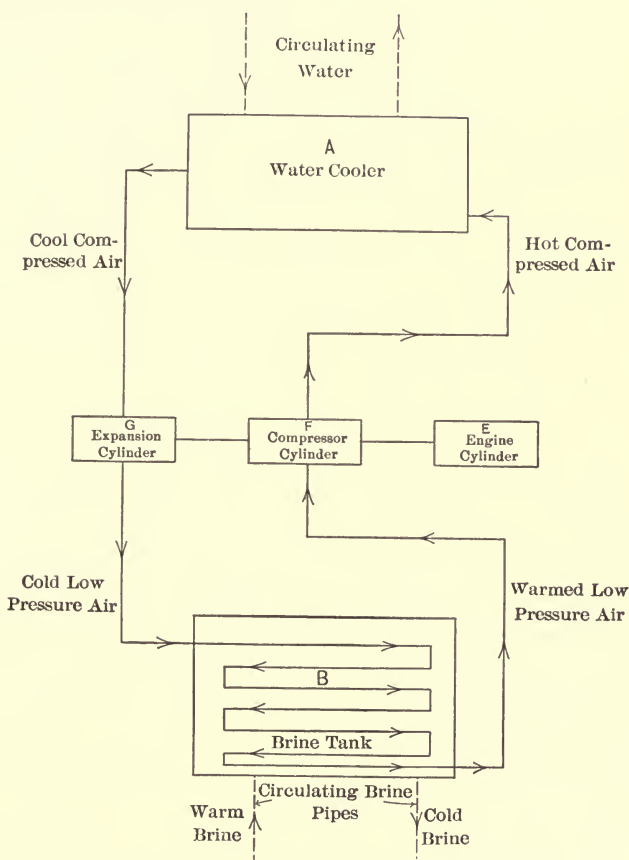 Circulating
Water
A
Water Cooler
Cool Com-
pressed Air
Hot Com-
pressed Air
G
Expansion
Cylinder
F
Compressor
Cylinder
E
Engine
Cylinder
Cold Low
Pressure Air
Warmed Low
Pressure Air
B
Brine Tank
Circulating Brine
Pipes
Warm
Brine
Cold
Brine